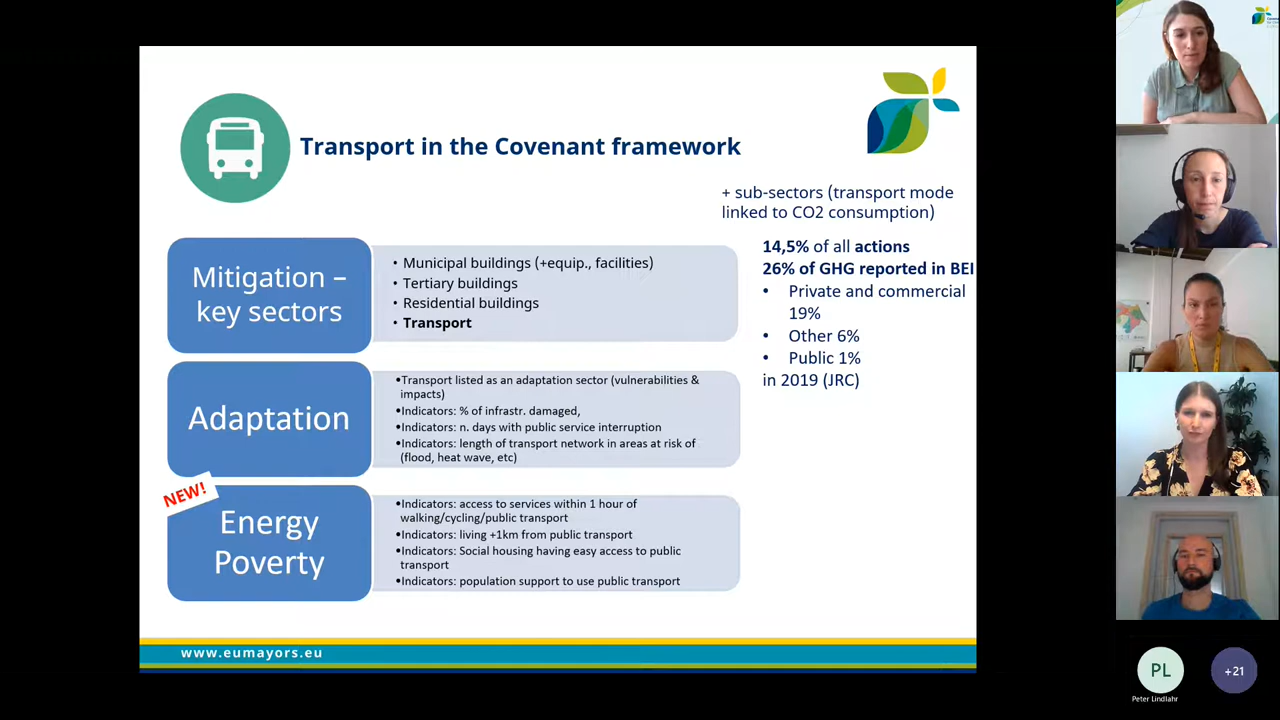 Transport in the Covenant framework
+ sub-sectors (transport mode
linked to CO2 consumption)
Mitigation –
key sectors
• Municipal buildings (+equip., facilities)
• Tertiary buildings
• Residential buildings
• Transport
14,5% of all actions
26% of GHG reported in BEI
• Private and commercial
19%
• Other 6%
• Public 1%
in 2019 (JRC)
Adaptation
•Transport listed as an adaptation sector (vulnerabilities &
impacts)
•Indicators: % of infrastr. damaged,
•Indicators: n. days with public service interruption
•Indicators: length of transport network in areas at risk of
(flood, heat wave, etc)
NEW!
Energy
Poverty
•Indicators: access to services within 1 hour of
walking/cycling/public transport
•Indicators: living +1km from public transport
•Indicators: Social housing having easy access to public
transport
•Indicators: population support to use public transport
www.eumayors.eu
PL
+21
Peter Lindlahr